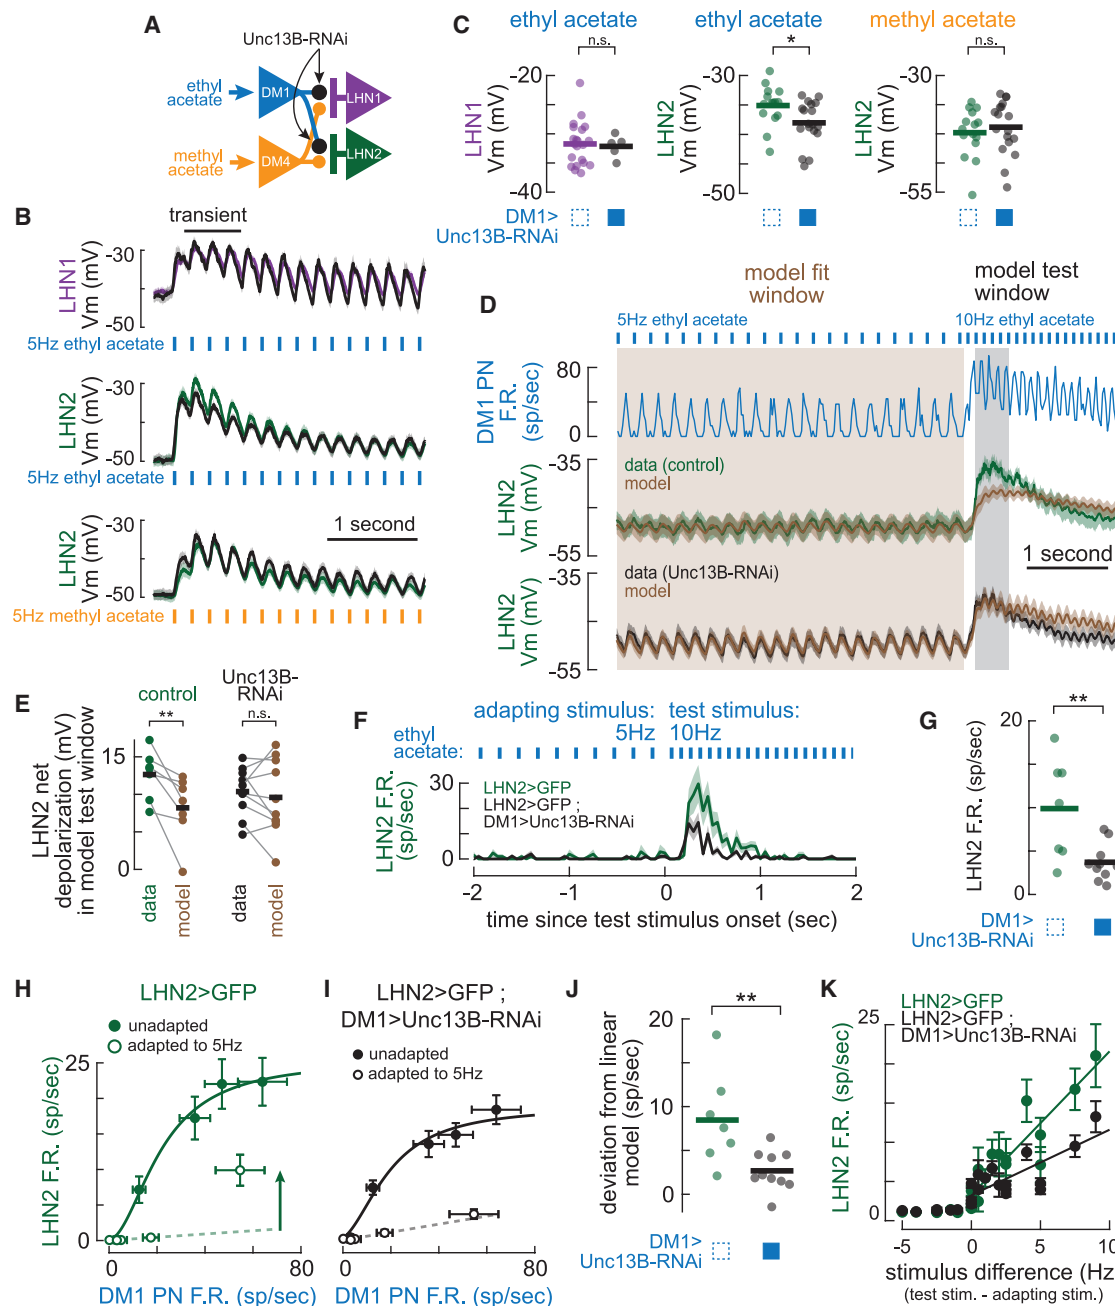 A
Unc13B-RNAi
ethyl
acetate
DM1
LHN1
methyl
acetate
DM4
LHN2
B
transient
-30
-50
LHN1
Vm (mV)
5Hz ethyl acetate
-30
-50
LHN2
Vm (mV)
5Hz ethyl acetate
-30
-50
LHN2
Vm (mV)
1 second
5Hz methyl acetate
C
ethyl acetate
n.s.
-20
-40
LHN1
Vm (mV)
ethyl acetate
*
-30
-50
LHN2
Vm (mV)
methyl acetate
n.s.
-35
-55
LHN2
Vm (mV)
DM1>
Unc13B-RNAi
D
model fit
window
model test
window
5Hz ethyl acetate
10Hz ethyl acetate
80
0
DM1 PN
F.R.
(sp/sec)
-35
-55
LHN2
Vm (mV)
data (control)
model
1 second
-35
-55
LHN2
Vm (mV)
data (Unc13B-RNAi)
model
E
control
Unc13B-
RNAi
**
n.s.
15
0
LHN2 net
depolarization (mV)
in model test window
data
model
data
model
F
adapting stimulus:
5Hz
test stimulus:
10Hz
ethyl
acetate:
30
0
LHN2 F.R.
(sp/sec)
LHN2>GFP
LHN2>GFP ;
DM1>Unc13B-RNAi
-2
-1
0
1
2
time since test stimulus onset (sec)
G
**
20
0
LHN2 F.R. (sp/sec)
DM1>
Unc13B-RNAi
H
LHN2>GFP
unadapted
adapted to 5Hz
25
0
LHN2 F.R. (sp/sec)
0
80
DM1 PN F.R. (sp/sec)
I
LHN2>GFP ;
DM1>Unc13B-RNAi
unadapted
adapted to 5Hz
0
80
DM1 PN F.R. (sp/sec)
J
**
20
10
0
deviation from linear
model (sp/sec)
DM1>
Unc13B-RNAi
K
LHN2>GFP
LHN2>GFP ;
DM1>Unc13B-RNAi
25
0
LHN2 F.R. (sp/sec)
-5
0
5
10
stimulus difference (Hz
(test stim. - adapting stim.)